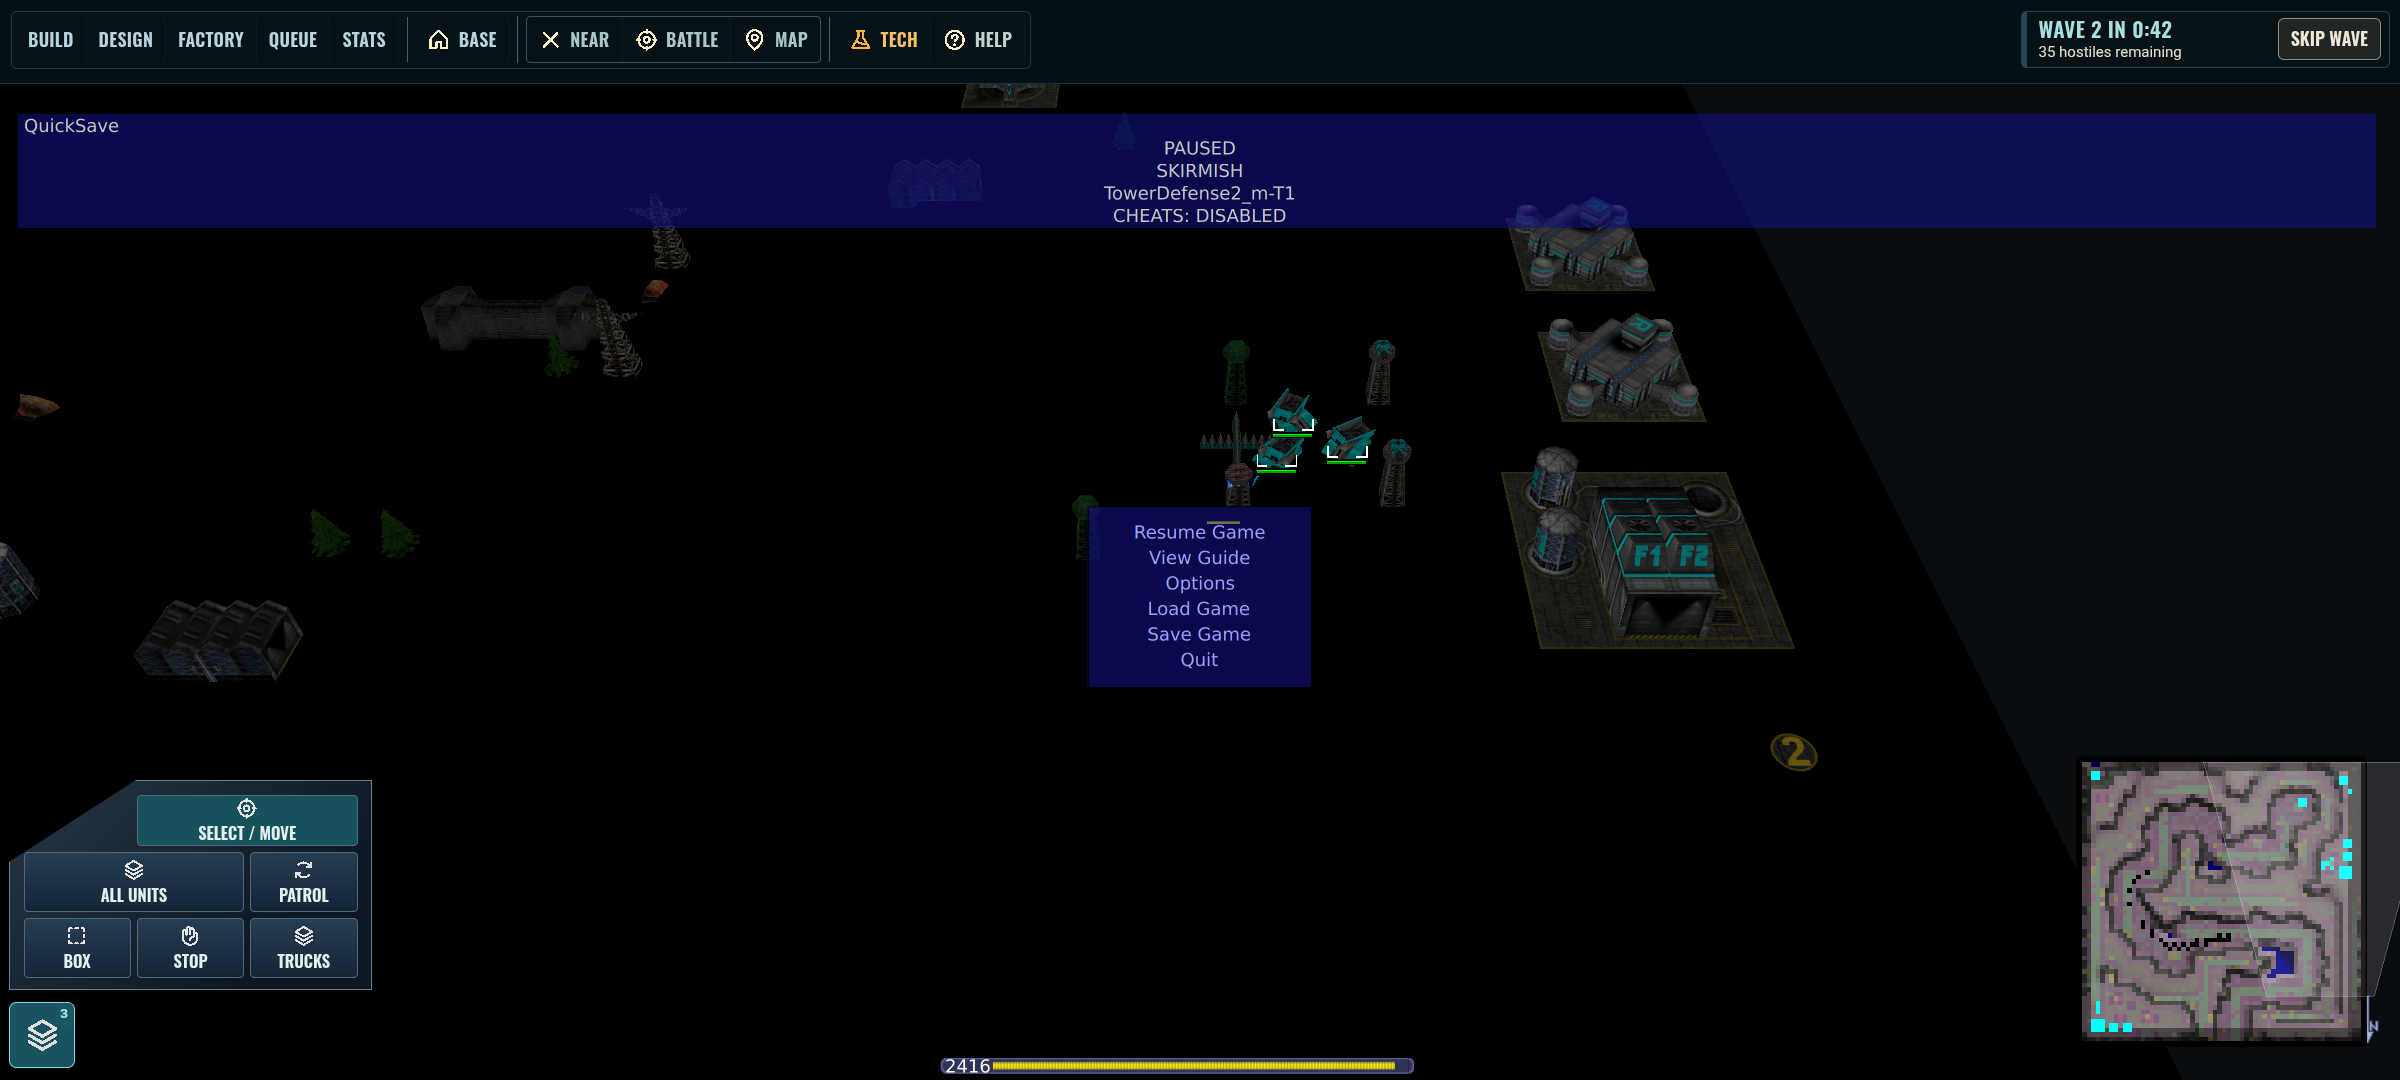 BUILD DESIGN FACTORY QUEUE STATS BASE NEAR BATTLE MAP TECH HELP
WAVE 2 IN 0:42
35 hostiles remaining
SKIP WAVE
QuickSave
PAUSED
SKIRMISH
TowerDefense2_m-T1
CHEATS: DISABLED
R
R
F1 F2
Resume Game
View Guide
Options
Load Game
Save Game
Quit
2
SELECT / MOVE
ALL UNITS PATROL
BOX STOP TRUCKS
3
N
2416